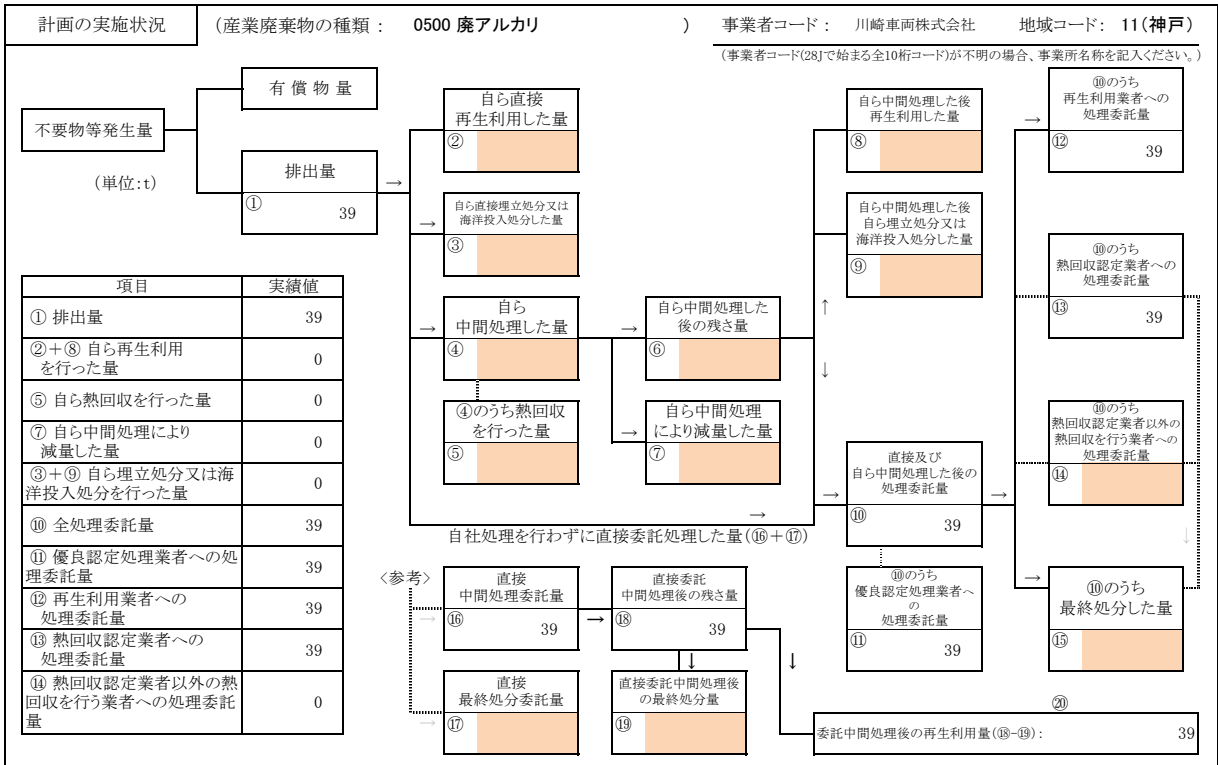 計画の実施状況 (産業廃棄物の種類: 0500 廃アルカリ ) 事業者コード: 川崎車両株式会社 地域コード: 11(神戸)
(事業者コード(28Jで始まる全10桁コード)が不明の場合、事業所名称を記入ください。)
不要物等発生量
(単位:t)
有償物量
排出量
① 39
→
自ら直接
再生利用した量
②
→
自ら直接埋立処分又は
海洋投入処分した量
③
→
自ら
中間処理した量
④
④のうち熱回収
を行った量
⑤
→
自ら中間処理した
後の残さ量
⑥
→
自ら中間処理
により減量した量
⑦
自ら中間処理した後
再生利用した量
⑧
自ら中間処理した後
自ら埋立処分又は
海洋投入処分した量
⑨
↑
↓
→
自社処理を行わずに直接委託処理した量(⑯+⑰)
→
直接及び
自ら中間処理した後の
処理委託量
⑩ 39
→
⑩のうち
優良認定処理業者へ
の
処理委託量
⑪ 39
→
⑩のうち
再生利用業者への
処理委託量
⑫ 39
⑩のうち
熱回収認定業者への
処理委託量
⑬ 39
⑩のうち
熱回収認定業者以外の
熱回収を行う業者への
処理委託量
⑭
↓
→
⑩のうち
最終処分した量
⑮
項目 実績値
① 排出量 39
②+⑧ 自ら再生利用
を行った量 0
⑤ 自ら熱回収を行った量 0
⑦ 自ら中間処理により
減量した量 0
③+⑨ 自ら埋立処分又は海
洋投入処分を行った量 0
⑩ 全処理委託量 39
⑪ 優良認定処理業者への処
理委託量 39
⑫ 再生利用業者への
処理委託量 39
⑬ 熱回収認定業者への
処理委託量 39
⑭ 熱回収認定業者以外の熱
回収を行う業者への処理委託
量 0
〈参考〉
→
直接
中間処理委託量
⑯ 39
→
直接委託
中間処理後の残さ量
⑱ 39
↓
↓
→
直接
最終処分委託量
⑰
直接委託中間処理後
の最終処分量
⑲
⑳
委託中間処理後の再生利用量(⑱-⑲): 39